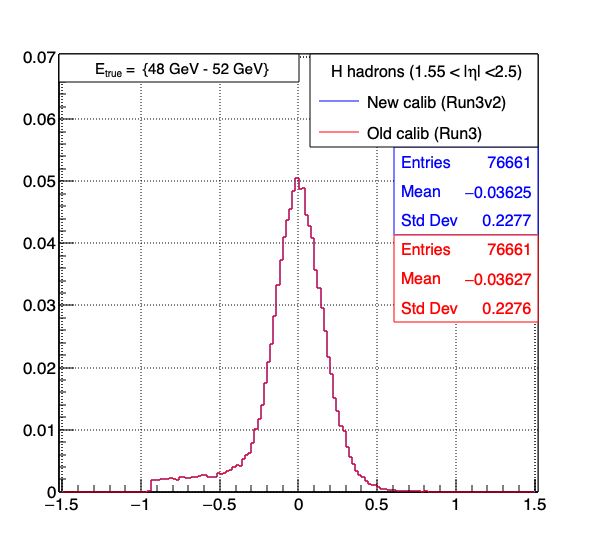 E_true = {48 GeV - 52 GeV}
H hadrons (1.55 < |η| <2.5)
New calib (Run3v2)
Old calib (Run3)
Entries 76661
Mean −0.03625
Std Dev 0.2277
Entries 76661
Mean −0.03627
Std Dev 0.2276
0.07
0.06
0.05
0.04
0.03
0.02
0.01
0
−1.5 −1 −0.5 0 0.5 1 1.5